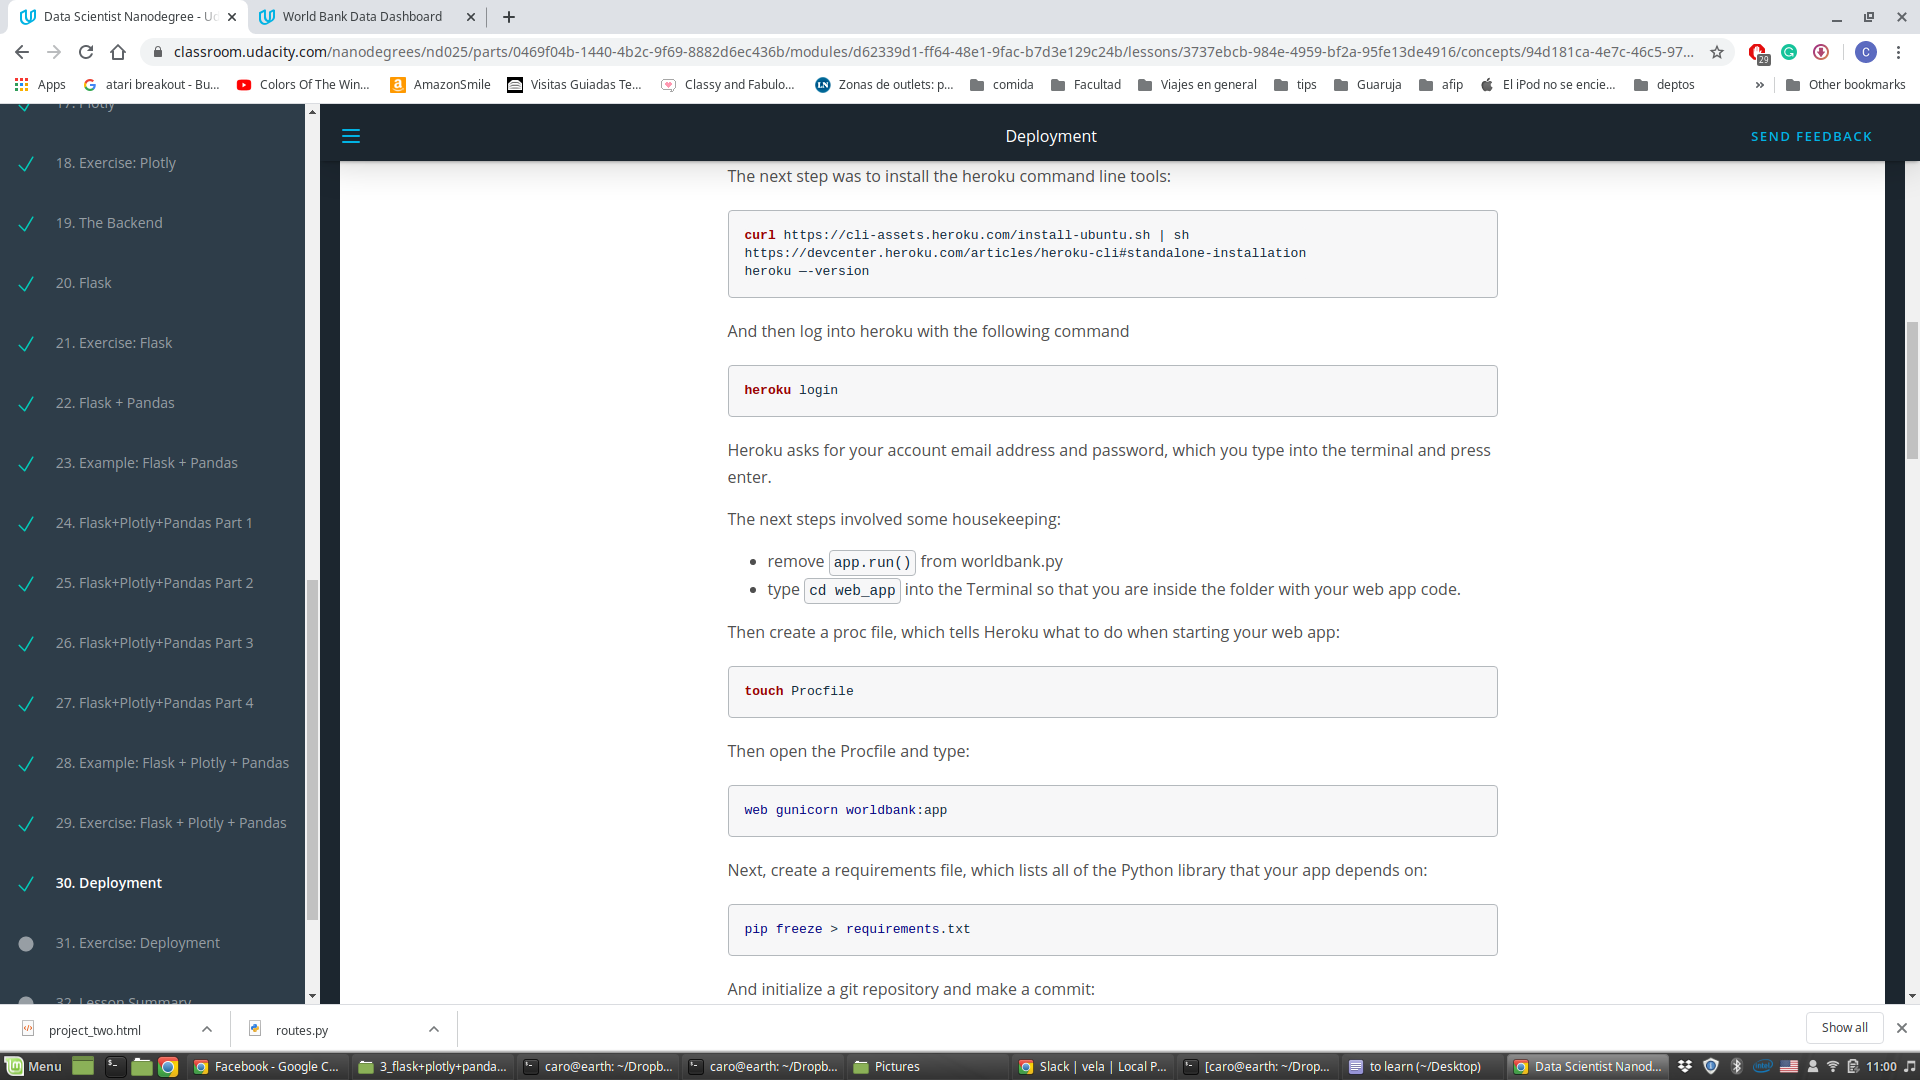 Data Scientist Nanodegree - Ud
World Bank Data Dashboard
classroom.udacity.com/nanodegrees/nd025/parts/0469f04b-1440-4b2c-9f69-8882d6ec436b/modules/d62339d1-ff64-48e1-9fac-b7d3e129c24b/lessons/3737ebcb-984e-4959-bf2a-95fe13de4916/concepts/94d181ca-4e7c-46c5-97...
29
C
Apps
atari breakout - Bu...
Colors Of The Win...
AmazonSmile
Visitas Guiadas Te...
Classy and Fabulo...
LN
Zonas de outlets: p...
comida
Facultad
Viajes en general
tips
Guaruja
afip
El iPod no se encie...
deptos
»
Other bookmarks
17. Plotly
18. Exercise: Plotly
19. The Backend
20. Flask
21. Exercise: Flask
22. Flask + Pandas
23. Example: Flask + Pandas
24. Flask+Plotly+Pandas Part 1
25. Flask+Plotly+Pandas Part 2
26. Flask+Plotly+Pandas Part 3
27. Flask+Plotly+Pandas Part 4
28. Example: Flask + Plotly + Pandas
29. Exercise: Flask + Plotly + Pandas
30. Deployment
31. Exercise: Deployment
32. Lesson Summary
Deployment
SEND FEEDBACK
The next step was to install the heroku command line tools:
curl https://cli-assets.heroku.com/install-ubuntu.sh | sh
https://devcenter.heroku.com/articles/heroku-cli#standalone-installation
heroku —-version
And then log into heroku with the following command
heroku login
Heroku asks for your account email address and password, which you type into the terminal and press
enter.
The next steps involved some housekeeping:
• remove app.run() from worldbank.py
• type cd web_app into the Terminal so that you are inside the folder with your web app code.
Then create a proc file, which tells Heroku what to do when starting your web app:
touch Procfile
Then open the Procfile and type:
web gunicorn worldbank:app
Next, create a requirements file, which lists all of the Python library that your app depends on:
pip freeze > requirements.txt
And initialize a git repository and make a commit:
project_two.html
routes.py
Show all
Menu
Facebook - Google C...
3_flask+plotly+panda...
caro@earth: ~/Dropb...
caro@earth: ~/Dropb...
Pictures
Slack | vela | Local P...
[caro@earth: ~/Drop...
to learn (~/Desktop)
Data Scientist Nanod...
11:00